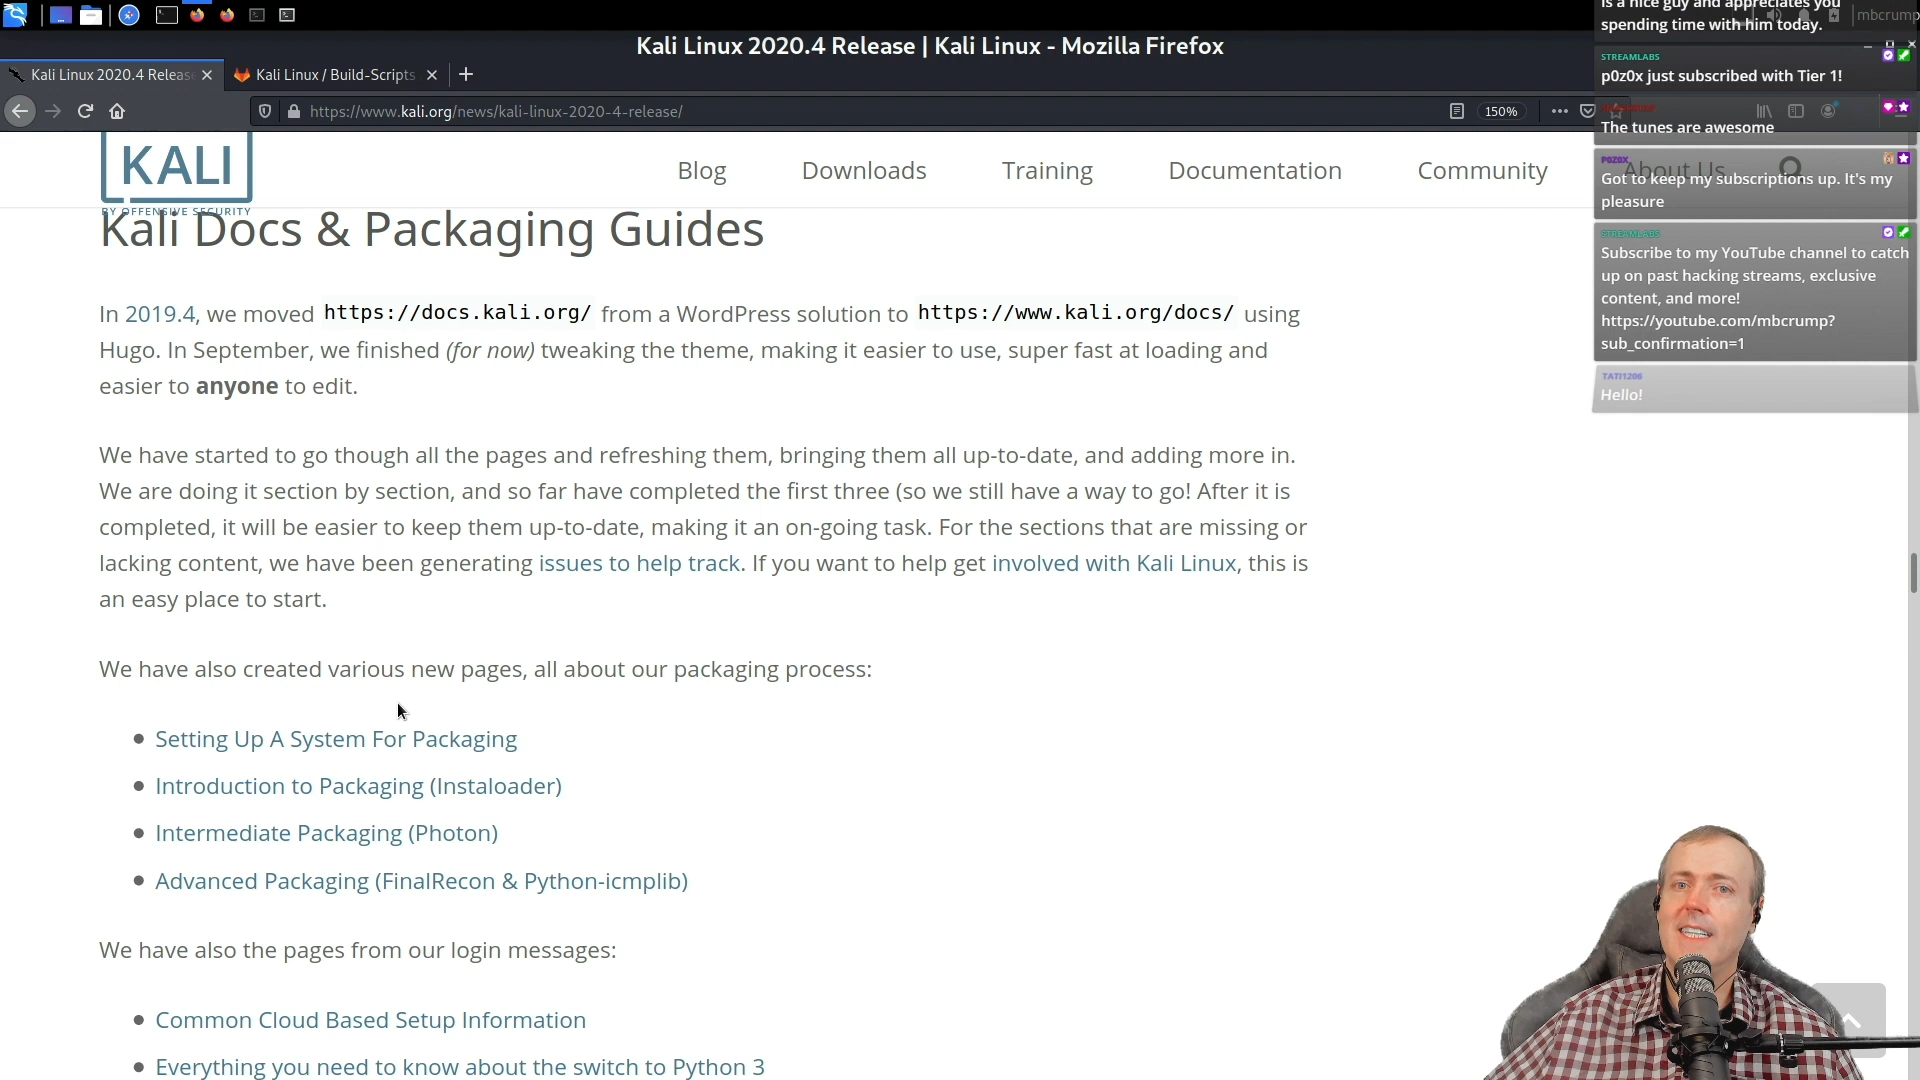 mbcrump
Kali Linux 2020.4 Release | Kali Linux - Mozilla Firefox
Kali Linux 2020.4 Releas
Kali Linux / Build-Scripts
https://www.kali.org/news/kali-linux-2020-4-release/
150%
KALI
BY OFFENSIVE SECURITY
Blog
Downloads
Training
Documentation
Community
About Us
Kali Docs & Packaging Guides
In 2019.4, we moved https://docs.kali.org/ from a WordPress solution to https://www.kali.org/docs/ using
Hugo. In September, we finished (for now) tweaking the theme, making it easier to use, super fast at loading and
easier to anyone to edit.
We have started to go though all the pages and refreshing them, bringing them all up-to-date, and adding more in.
We are doing it section by section, and so far have completed the first three (so we still have a way to go! After it is
completed, it will be easier to keep them up-to-date, making it an on-going task. For the sections that are missing or
lacking content, we have been generating issues to help track. If you want to help get involved with Kali Linux, this is
an easy place to start.
We have also created various new pages, all about our packaging process:
Setting Up A System For Packaging
Introduction to Packaging (Instaloader)
Intermediate Packaging (Photon)
Advanced Packaging (FinalRecon & Python-icmplib)
We have also the pages from our login messages:
Common Cloud Based Setup Information
Everything you need to know about the switch to Python 3
is a nice guy and appreciates you
spending time with him today.
STREAMLABS
p0z0x just subscribed with Tier 1!
The tunes are awesome
P0Z0X
Got to keep my subscriptions up. It's my
pleasure
STREAMLABS
Subscribe to my YouTube channel to catch
up on past hacking streams, exclusive
content, and more!
https://youtube.com/mbcrump?
sub_confirmation=1
TATI1206
Hello!